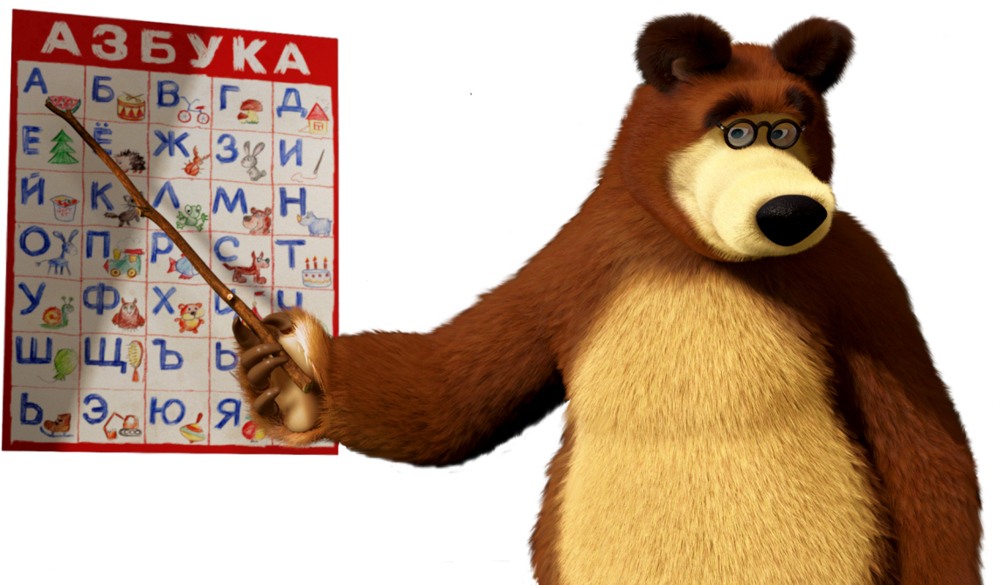 АЗБУКА
А Б В Г Д
Е Ё Ж З И
Й К Л М Н
О П Р С Т
У Ф Х Ц Ч
Ш Щ Ъ Ы
Ь Э Ю Я